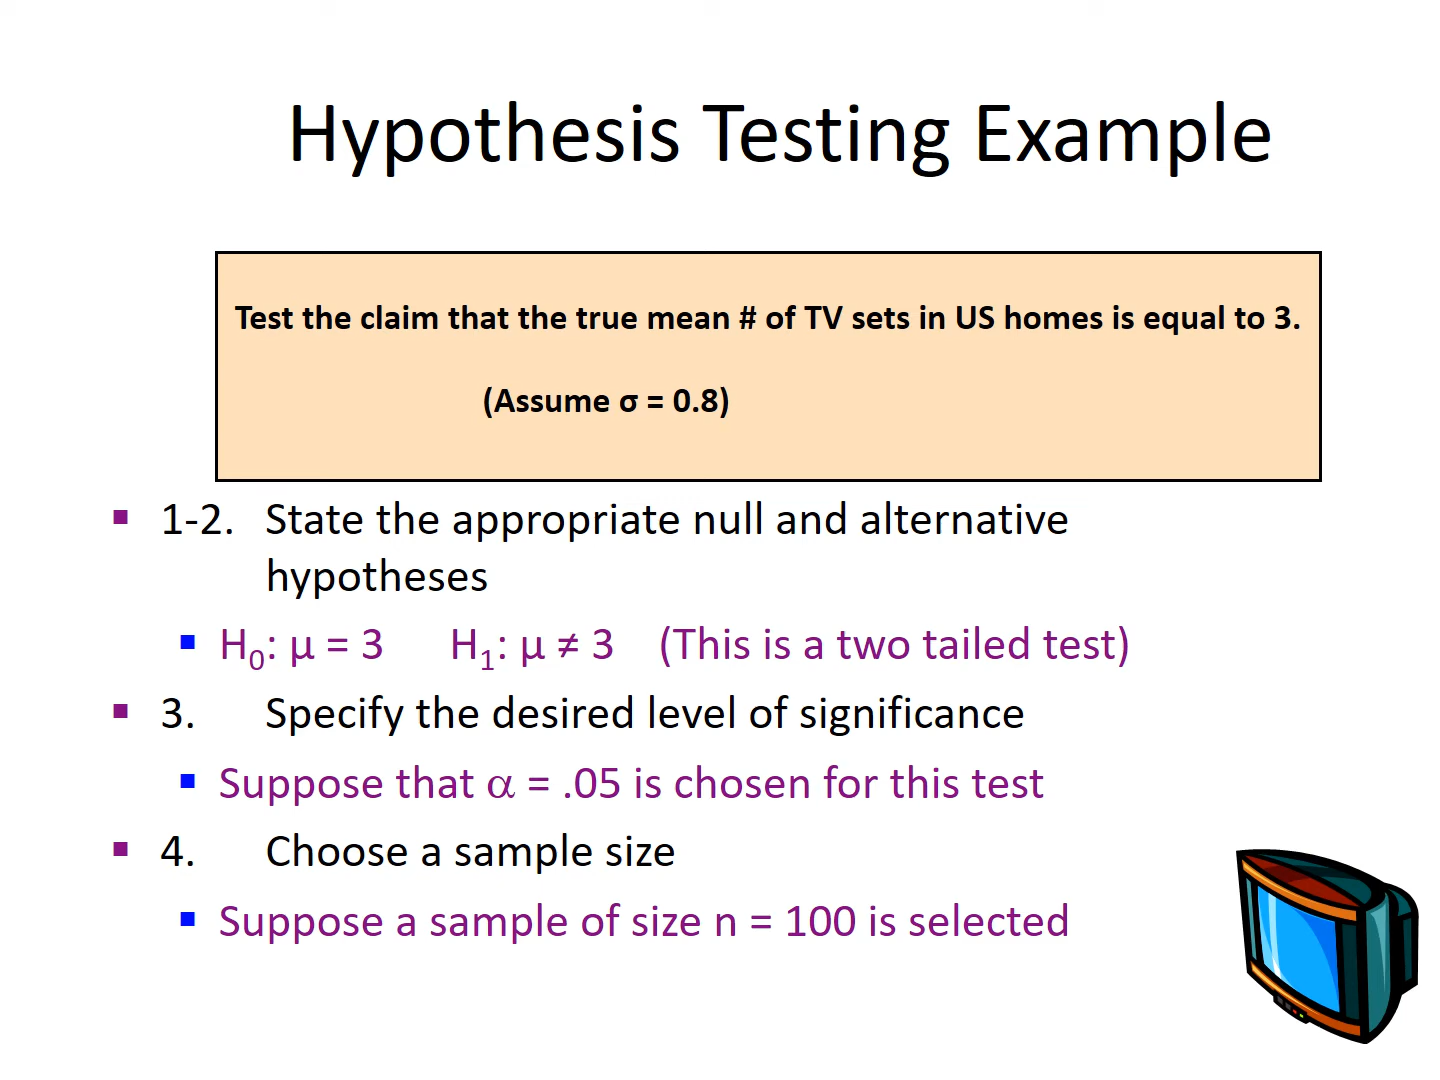 Hypothesis Testing Example
Test the claim that the true mean # of TV sets in US homes is equal to 3.
(Assume σ = 0.8)
▪ 1-2. State the appropriate null and alternative
hypotheses
▪ H₀: μ = 3 H₁: μ ≠ 3 (This is a two tailed test)
▪ 3. Specify the desired level of significance
▪ Suppose that α = .05 is chosen for this test
▪ 4. Choose a sample size
▪ Suppose a sample of size n = 100 is selected